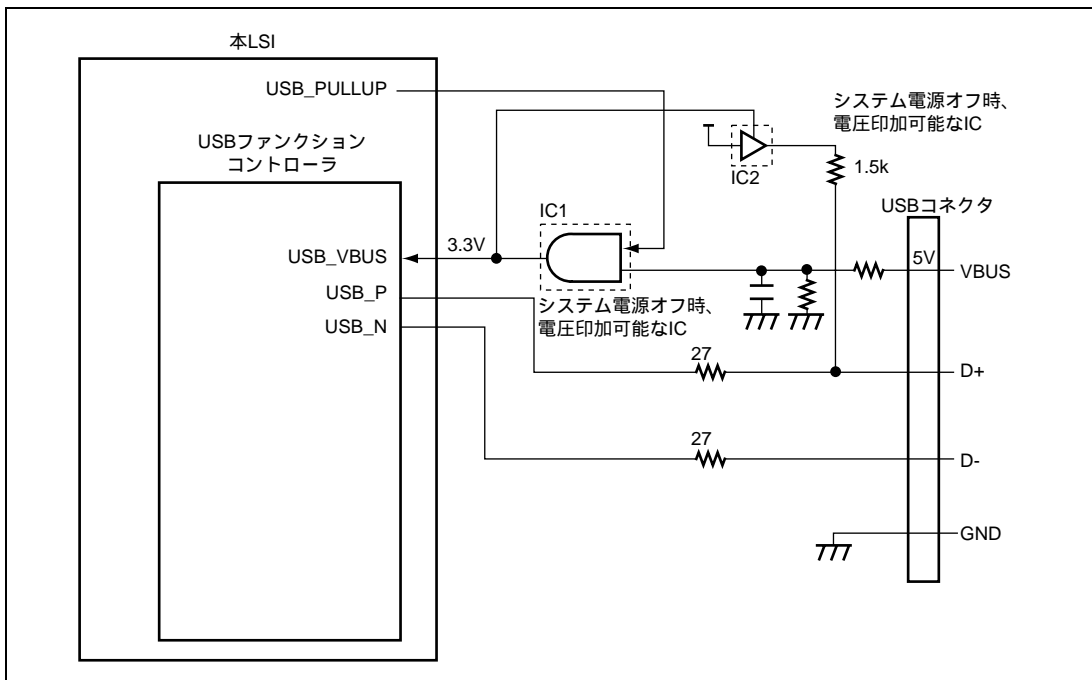 本LSI
USB_PULLUP
システム電源オフ時、
電圧印加可能なIC
USBファンクション
コントローラ
IC2
1.5k
USBコネクタ
IC1
USB_VBUS
3.3V
5V
VBUS
USB_P
システム電源オフ時、
電圧印加可能なIC
USB_N
27
D+
27
D-
GND